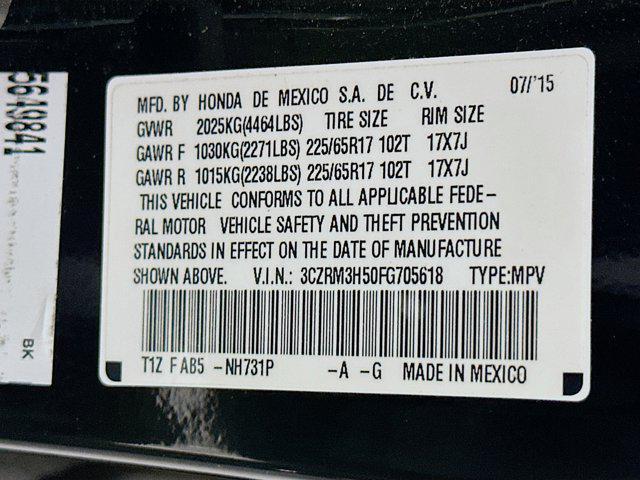 5649841
BK
MFD. BY HONDA DE MEXICO S.A. DE C.V. 07/'15
GVWR 2025KG(4464LBS) TIRE SIZE RIM SIZE
GAWR F 1030KG(2271LBS) 225/65R17 102T 17X7J
GAWR R 1015KG(2238LBS) 225/65R17 102T 17X7J
THIS VEHICLE CONFORMS TO ALL APPLICABLE FEDE-
RAL MOTOR VEHICLE SAFETY AND THEFT PREVENTION
STANDARDS IN EFFECT ON THE DATE OF MANUFACTURE
SHOWN ABOVE. V.I.N.: 3CZRM3H50FG705618 TYPE:MPV
T1Z F AB5 -NH731P -A -G MADE IN MEXICO